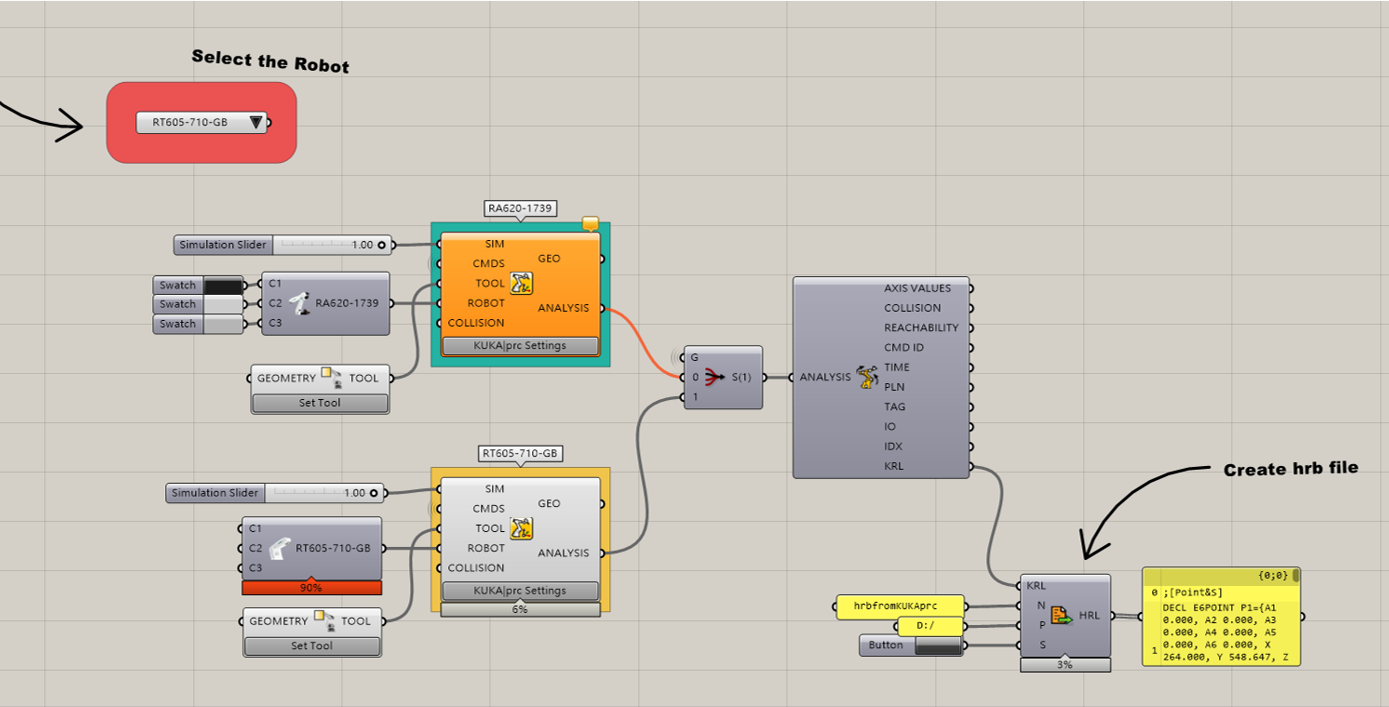 Select the Robot
RT605-710-GB
RA620-1739
Simulation Slider 1.00
SIM
CMDS
TOOL
ROBOT
COLLISION
GEO
ANALYSIS
KUKA|prc Settings
Swatch
Swatch
Swatch
C1
C2
C3
RA620-1739
GEOMETRY TOOL
Set Tool
G
0
1
S(1)
ANALYSIS
AXIS VALUES
COLLISION
REACHABILITY
CMD ID
TIME
PLN
TAG
IO
IDX
KRL
RT605-710-GB
Simulation Slider 1.00
SIM
CMDS
TOOL
ROBOT
COLLISION
GEO
ANALYSIS
KUKA|prc Settings
6%
C1
C2
C3
RT605-710-GB
90%
GEOMETRY TOOL
Set Tool
Create hrb file
hrbfromKUKAprc
D:/
Button
KRL
N
P
S
HRL
3%
{0;0}
0 ;[Point&S]
DECL E6POINT P1={A1
0.000, A2 0.000, A3
0.000, A4 0.000, A5
0.000, A6 0.000, X
1 264.000, Y 548.647, Z